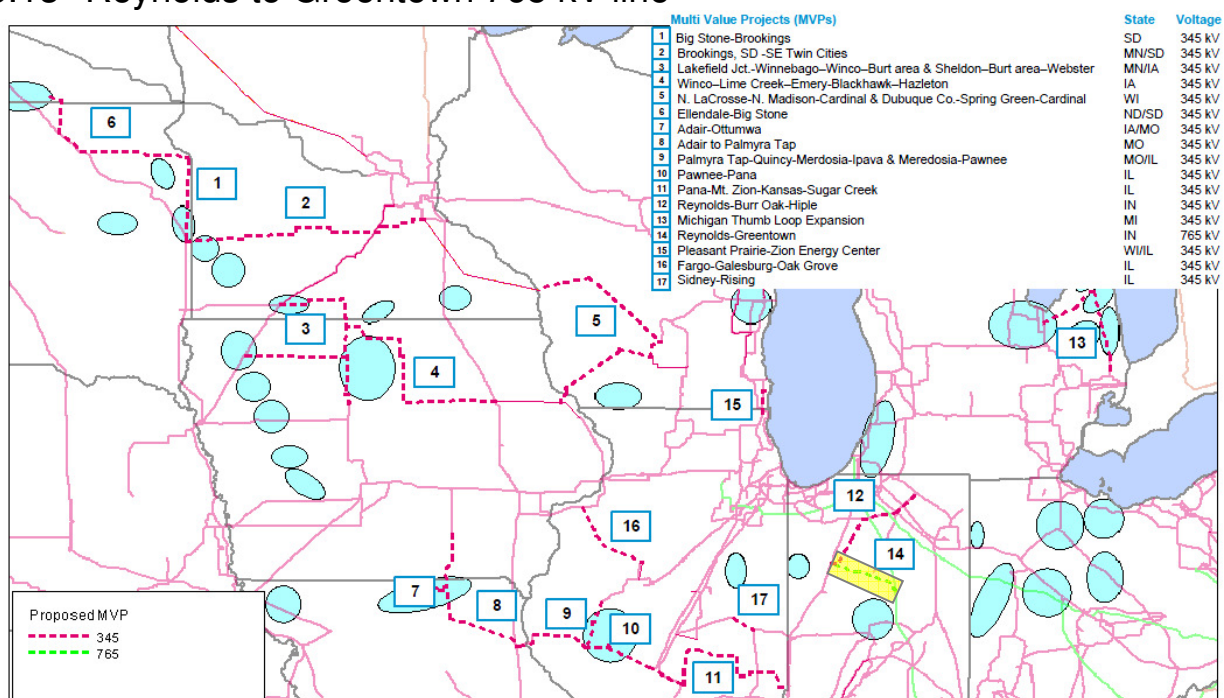 Reynolds to Greentown 765 kV line
Multi Value Projects (MVPs) State Voltage
1 Big Stone-Brookings SD 345 kV
2 Brookings, SD -SE Twin Cities MN/SD 345 kV
3 Lakefield Jct.-Winnebago–Winco–Burt area & Sheldon–Burt area–Webster MN/IA 345 kV
4 Winco–Lime Creek–Emery-Blackhawk–Hazleton IA 345 kV
5 N. LaCrosse-N. Madison-Cardinal & Dubuque Co.-Spring Green-Cardinal WI 345 kV
6 Ellendale-Big Stone ND/SD 345 kV
7 Adair-Ottumwa IA/MO 345 kV
8 Adair to Palmyra Tap MO 345 kV
9 Palmyra Tap-Quincy-Merdosia-Ipava & Meredosia-Pawnee MO/IL 345 kV
10 Pawnee-Pana IL 345 kV
11 Pana-Mt. Zion-Kansas-Sugar Creek IL 345 kV
12 Reynolds-Burr Oak-Hiple IN 345 kV
13 Michigan Thumb Loop Expansion MI 345 kV
14 Reynolds-Greentown IN 765 kV
15 Pleasant Prairie-Zion Energy Center WI/IL 345 kV
16 Fargo-Galesburg-Oak Grove IL 345 kV
17 Sidney-Rising IL 345 kV
6
1
2
3
5
13
4
15
12
16
14
7
8
9
10
17
11
Proposed MVP
345
765